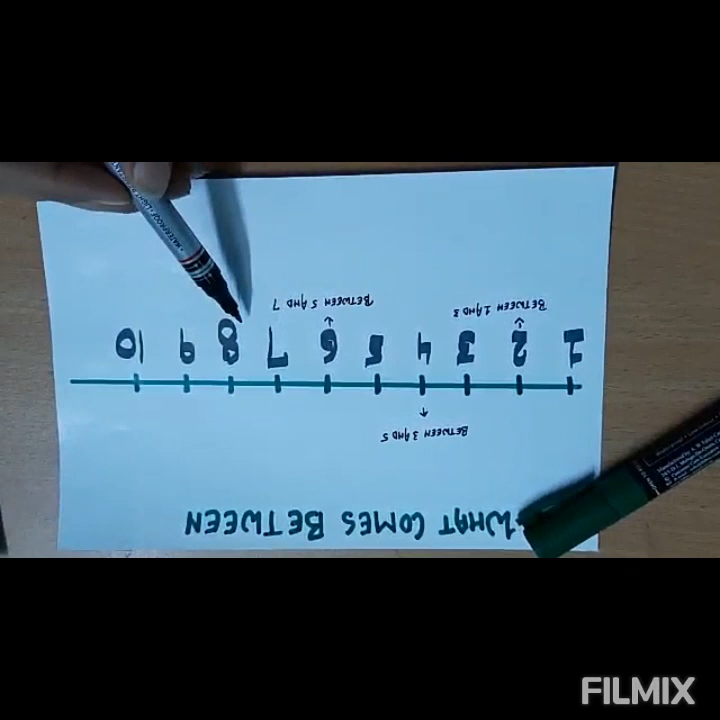 WHAT COMES BETWEEN
BETWEEN 3 AND 5
1 2 3 4 5 6 7 8 9 10
BETWEEN 1 AND 3
BETWEEN 5 AND 7
WATERPROOF
FILMIX